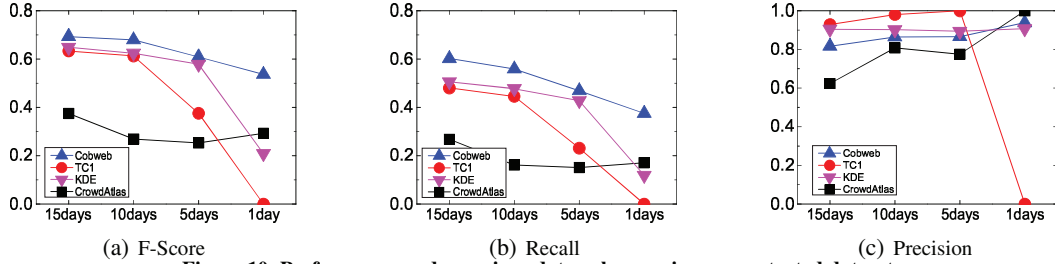 0.8
0.6
0.4
0.2
0.0
Cobweb
TC1
KDE
CrowdAtlas
15days 10days 5days 1day
(a) F-Score
0.8
0.6
0.4
0.2
0.0
Cobweb
TC1
KDE
CrowdAtlas
15days 10days 5days 1days
(b) Recall
1.0
0.8
0.6
0.4
0.2
0.0
Cobweb
TC1
KDE
CrowdAtlas
15days 10days 5days 1days
(c) Precision